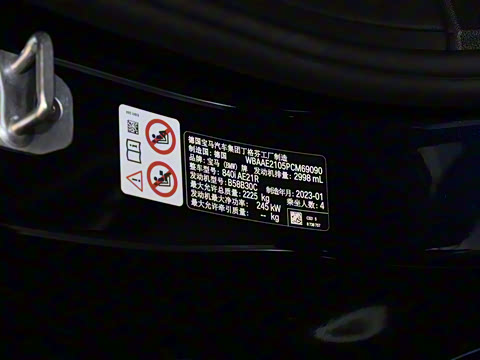 德国宝马汽车集团丁格芬工厂制造
制造国: 德国 WBAAE2105PCM69090
品牌: 宝马 (BMW) 牌 发动机排量: 2998 mL
整车型号: 840i AE21R
发动机型号: B58B30C 制造年月: 2023-01
最大允许总质量: 2225 kg 乘坐人数: 4
发动机最大净功率: 245 kW
最大允许牵引质量: -- kg